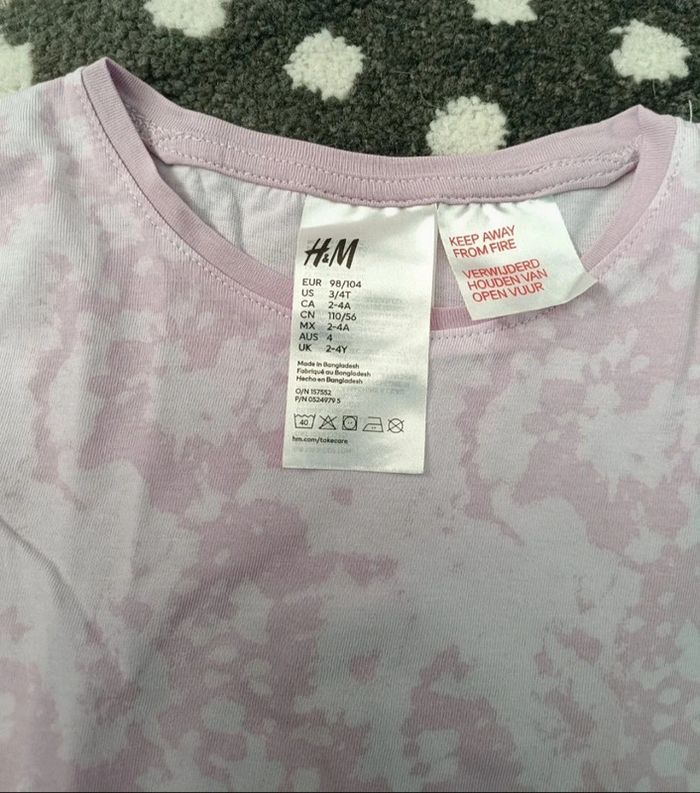 H&M
EUR 98/104
US 3/4T
CA 2-4A
CN 110/56
MX 2-4A
AUS 4
UK 2-4Y
Made in Bangladesh
Fabriqué au Bangladesh
Hecho en Bangladesh
O/N 157552
P/N 0524979 5
40
hm.com/takecare
KEEP AWAY
FROM FIRE
VERWIJDERD
HOUDEN VAN
OPEN VUUR